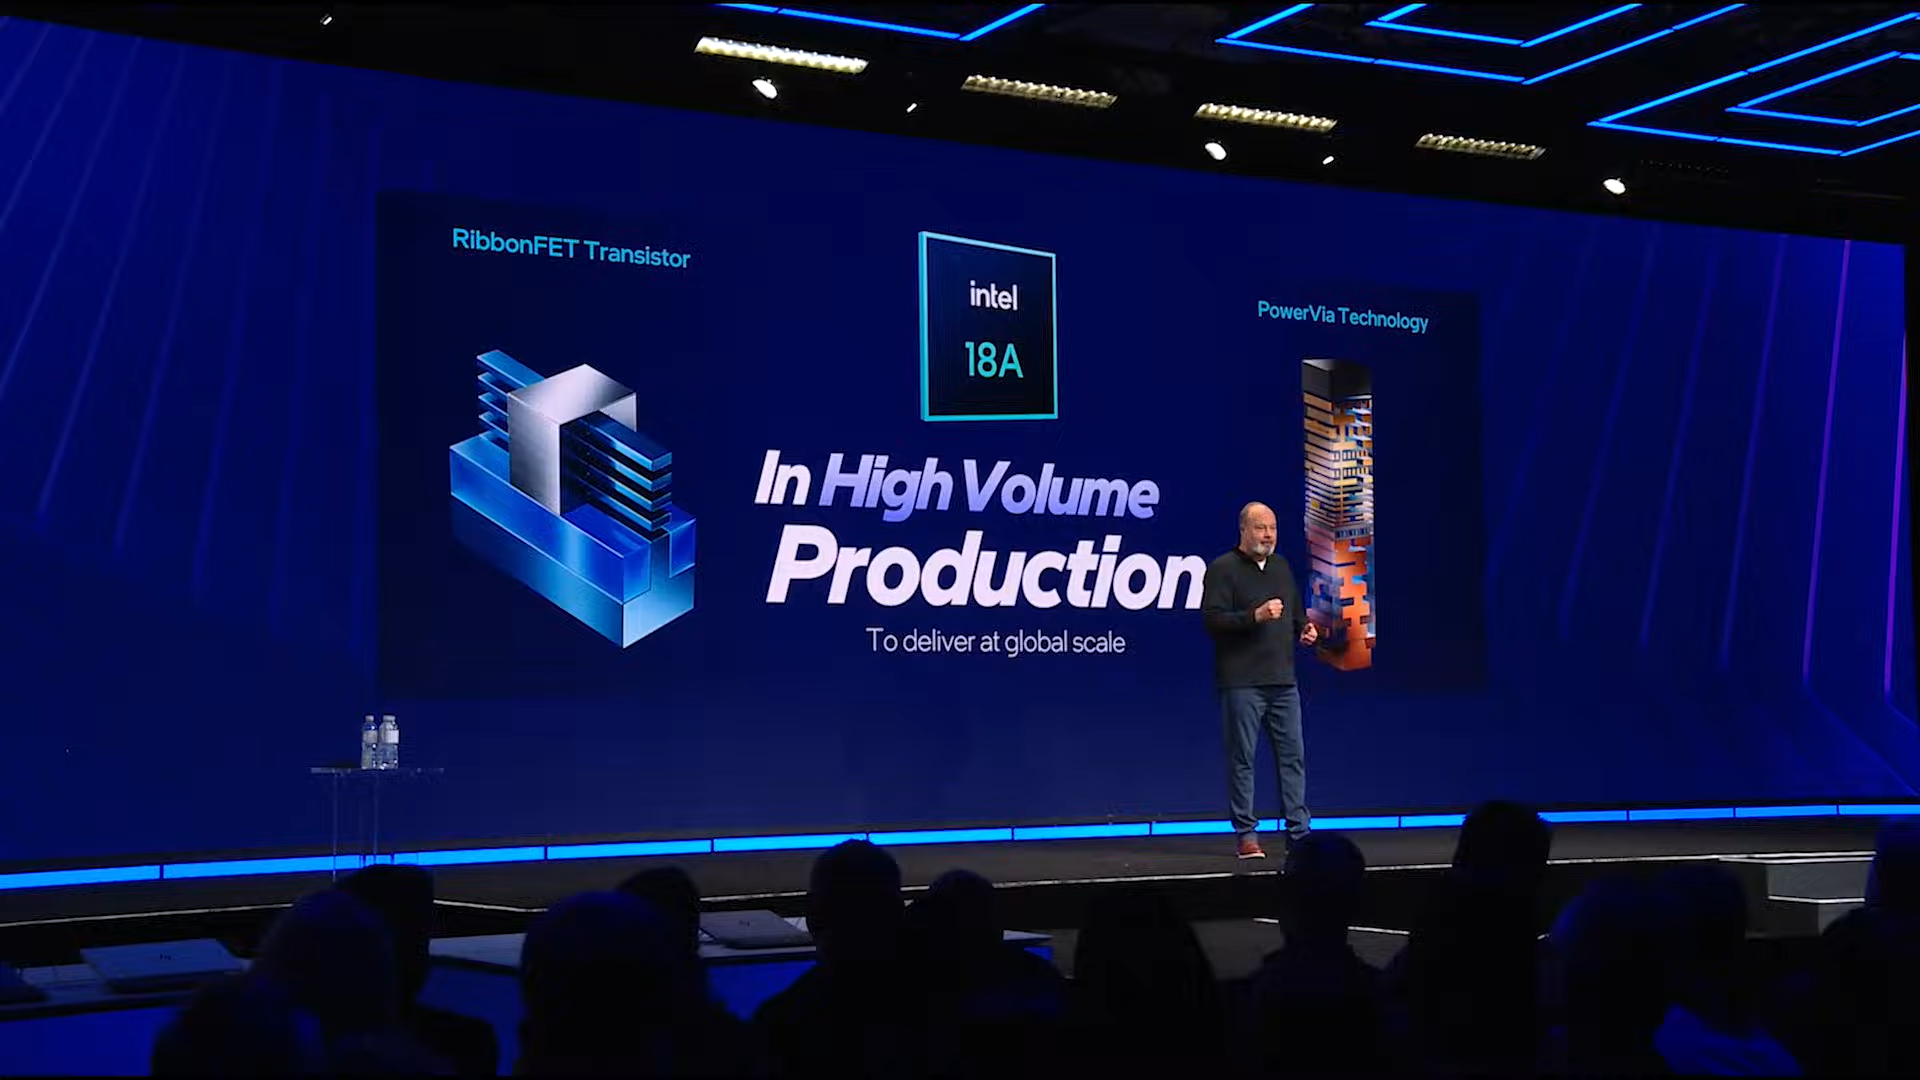 RibbonFET Transistor
intel
18A
PowerVia Technology
In High Volume
Production
To deliver at global scale